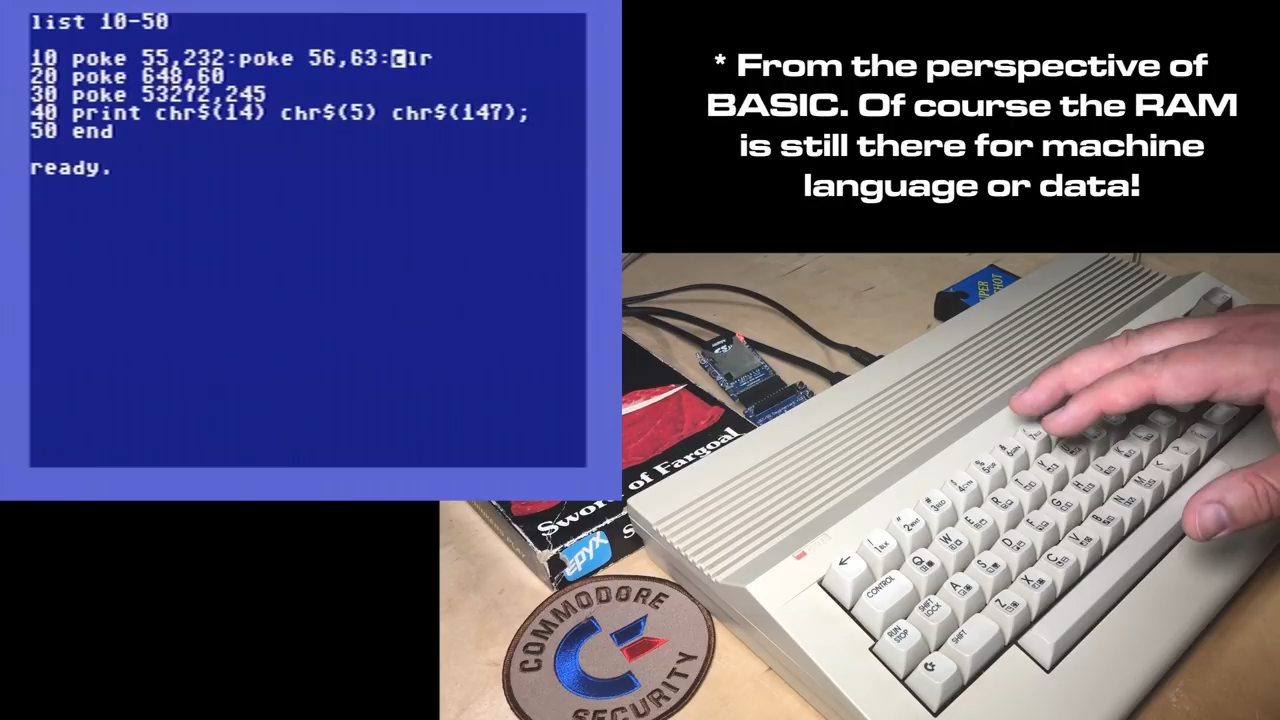 list 10-50
10 poke 55,232:poke 56,63:clr
20 poke 648,60
30 poke 53272,245
40 print chr$(14) chr$(5) chr$(147);
50 end
ready.
* From the perspective of
BASIC. Of course the RAM
is still there for machine
language or data!
Sword of Fargoal
EPYX
COMMODORE
SECURITY
CONTROL
RUN
STOP
SHIFT
LOCK
SHIFT
Q W E R T Y
A S D F G H J K L
Z X C V B N M